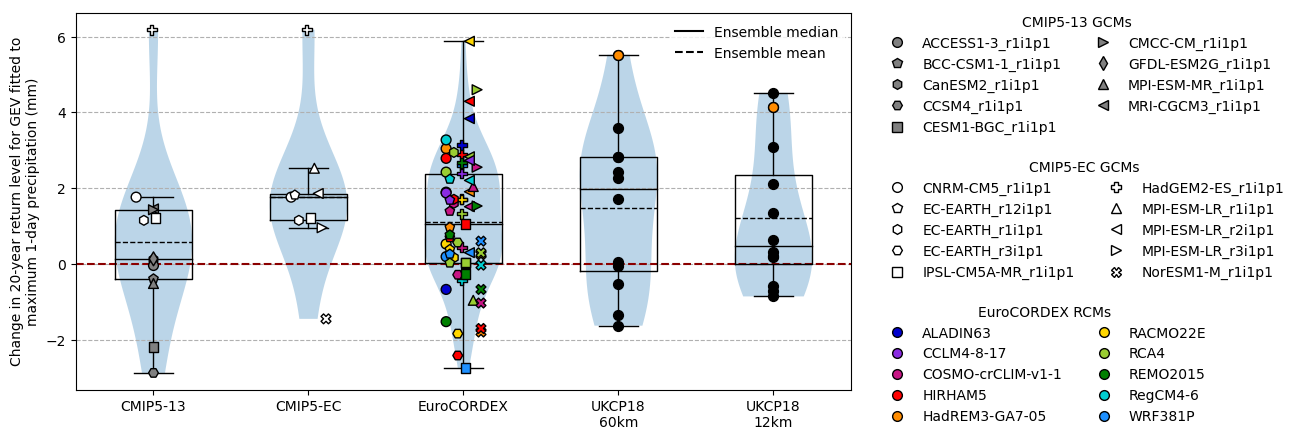 Change in 20-year return level for GEV fitted to
maximum 1-day precipitation (mm)
6
4
2
0
−2
Ensemble median
Ensemble mean
CMIP5-13
CMIP5-EC
EuroCORDEX
UKCP18
60km
UKCP18
12km
CMIP5-13 GCMs
ACCESS1-3_r1i1p1
BCC-CSM1-1_r1i1p1
CanESM2_r1i1p1
CCSM4_r1i1p1
CESM1-BGC_r1i1p1
CMCC-CM_r1i1p1
GFDL-ESM2G_r1i1p1
MPI-ESM-MR_r1i1p1
MRI-CGCM3_r1i1p1
CMIP5-EC GCMs
CNRM-CM5_r1i1p1
EC-EARTH_r12i1p1
EC-EARTH_r1i1p1
EC-EARTH_r3i1p1
IPSL-CM5A-MR_r1i1p1
HadGEM2-ES_r1i1p1
MPI-ESM-LR_r1i1p1
MPI-ESM-LR_r2i1p1
MPI-ESM-LR_r3i1p1
NorESM1-M_r1i1p1
EuroCORDEX RCMs
ALADIN63
CCLM4-8-17
COSMO-crCLIM-v1-1
HIRHAM5
HadREM3-GA7-05
RACMO22E
RCA4
REMO2015
RegCM4-6
WRF381P